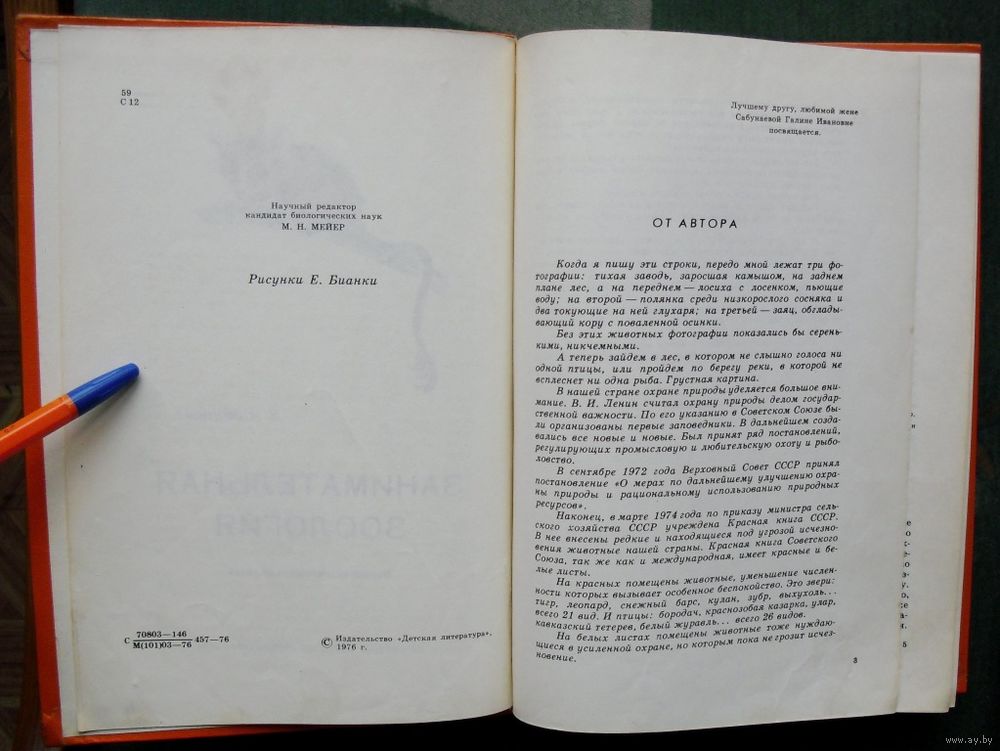 59
С 12
Научный редактор
кандидат биологических наук
М. Н. МЕЙЕР
Рисунки Е. Бианки
ЗАНИМАТЕЛЬНАЯ
ЗООЛОГИЯ
С 70803—146 457—76
М(101)03—76
© Издательство «Детская литература»,
1976 г.
Лучшему другу, любимой жене
Сабунаевой Галине Ивановне
посвящается.
ОТ АВТОРА
Когда я пишу эти строки, передо мной лежат три фо-
тографии: тихая заводь, заросшая камышом, на заднем
плане лес, а на переднем — лосиха с лосенком, пьющие
воду; на второй — полянка среди низкорослого сосняка и
два токующие на ней глухаря; на третьей — заяц, обглады-
вающий кору с поваленной осинки.
Без этих животных фотографии показались бы серень-
кими, никчемными.
А теперь зайдем в лес, в котором не слышно голоса ни
одной птицы, или пройдем по берегу реки, в которой не
всплеснет ни одна рыба. Грустная картина.
В нашей стране охране природы уделяется большое вни-
мание. В. И. Ленин считал охрану природы делом государ-
ственной важности. По его указанию в Советском Союзе бы-
ли организованы первые заповедники. В дальнейшем созда-
вались все новые и новые. Был принят ряд постановлений,
регулирующих промысловую и любительскую охоту и рыбо-
ловство.
В сентябре 1972 года Верховный Совет СССР принял
постановление «О мерах по дальнейшему улучшению охра-
ны природы и рациональному использованию природных
ресурсов».
Наконец, в марте 1974 года по приказу министра сель-
ского хозяйства СССР учреждена Красная книга СССР.
В нее внесены редкие и находящиеся под угрозой исчезно-
вения животные нашей страны. Красная книга Советского
Союза, так же как и международная, имеет красные и бе-
лые листы.
На красных помещены животные, уменьшение числен-
ности которых вызывает особенное беспокойство. Это звери:
тигр, леопард, снежный барс, кулан, зубр, выхухоль...
всего 21 вид. И птицы: бородач, краснозобая казарка, улар,
кавказский тетерев, белый журавль... всего 26 видов.
На белых листах помещены животные тоже нуждаю-
щиеся в усиленной охране, но которым пока не грозит исчез-
новение.
3
5
www.ay.by